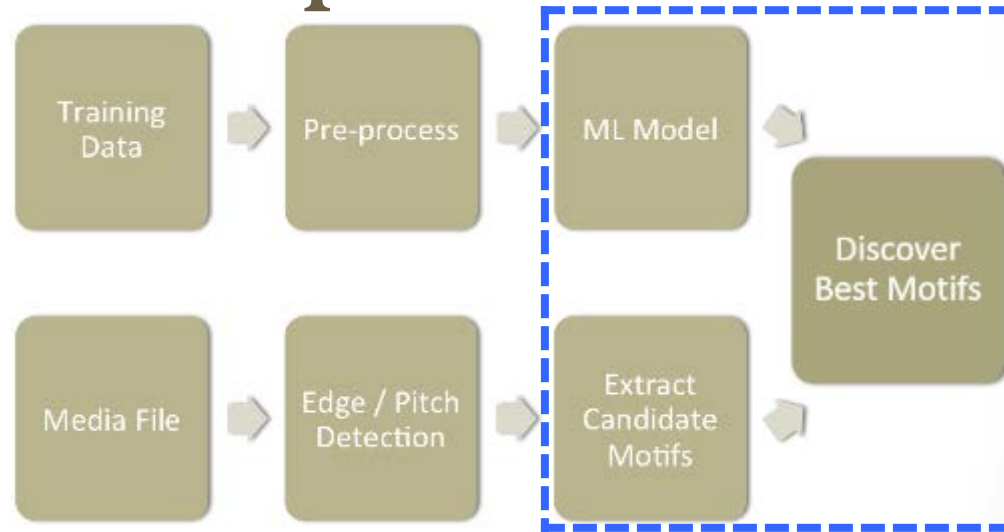 Training
Data
Pre-process
ML Model
Discover
Best Motifs
Media File
Edge / Pitch
Detection
Extract
Candidate
Motifs